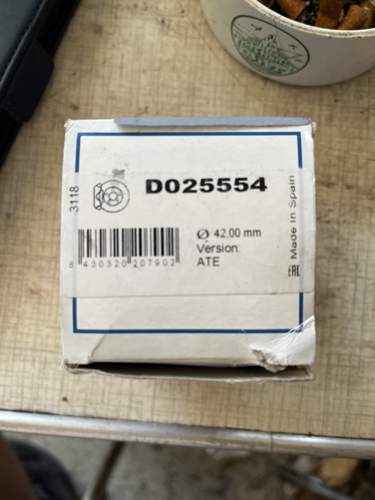 3118
D025554
Ø 42,00 mm
Version:
ATE
8 430320 207902
Made In Spain
EAC